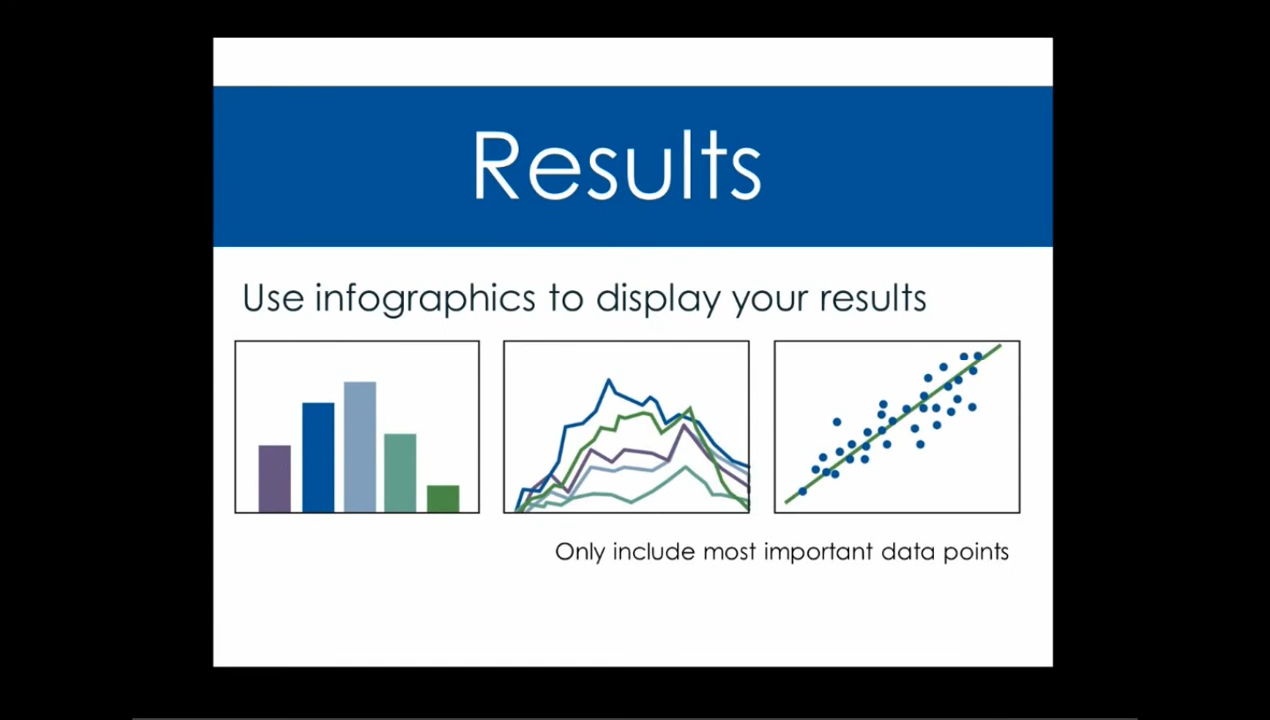 Results
Use infographics to display your results
Only include most important data points